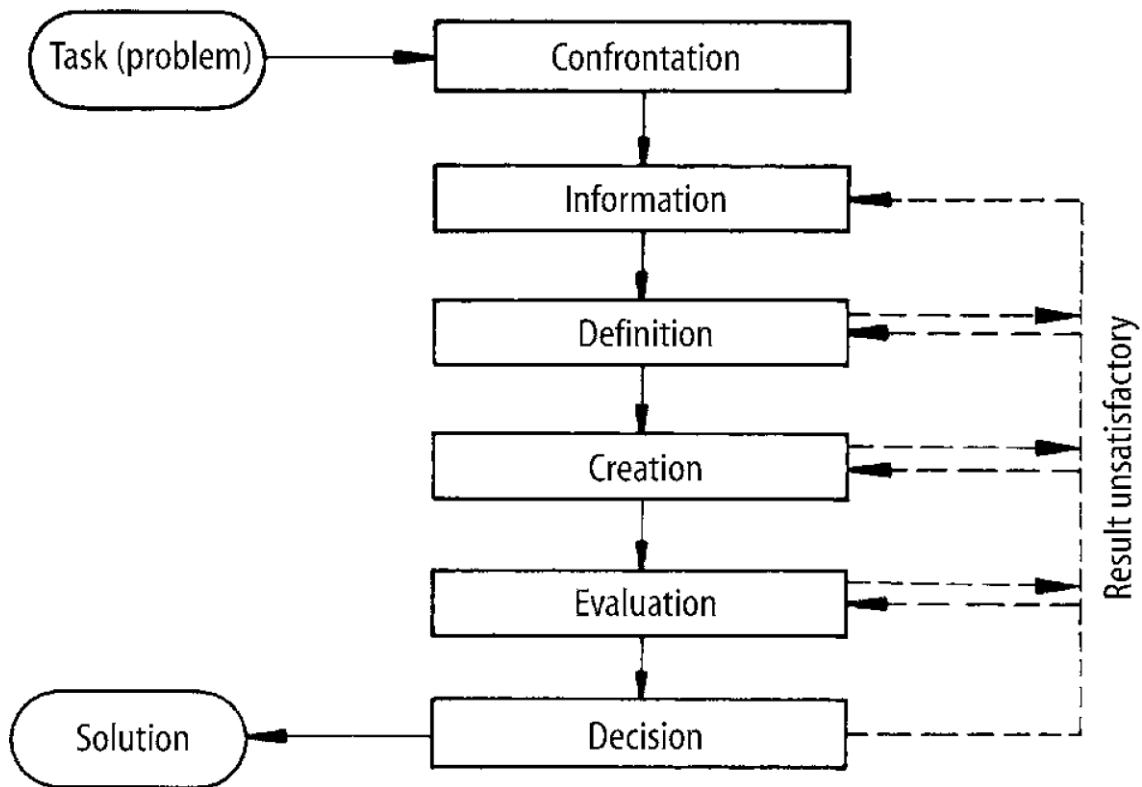 Task (problem)
Confrontation
Information
Definition
Creation
Evaluation
Decision
Solution
Result unsatisfactory